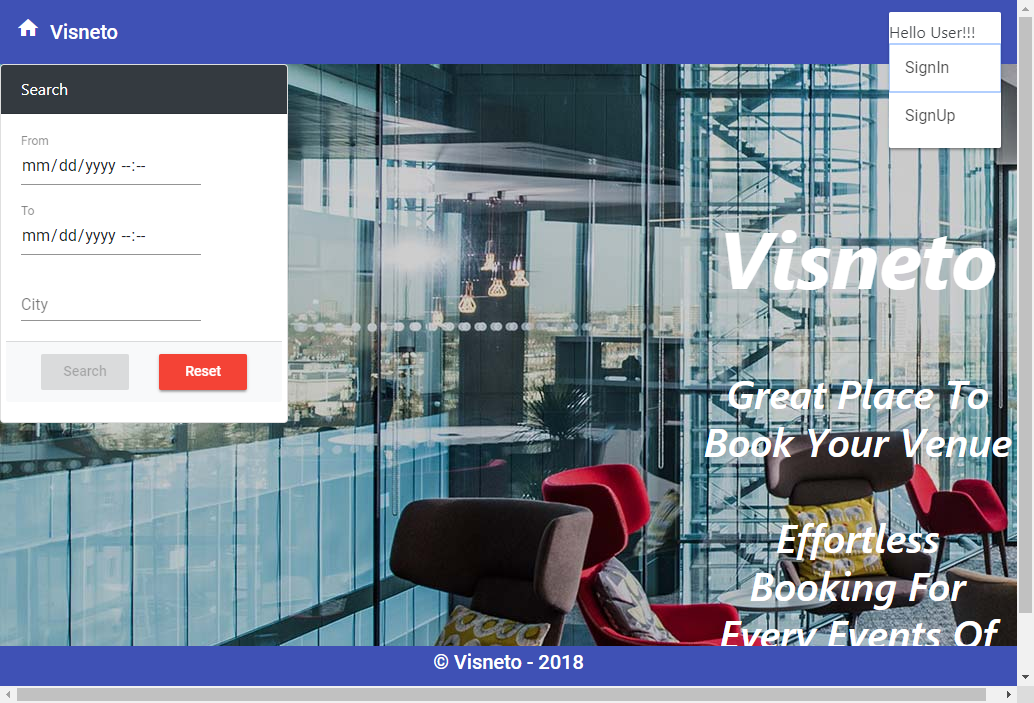 Visneto
Hello User!!!
SignIn
SignUp
Search
From
mm/dd/yyyy --:--
To
mm/dd/yyyy --:--
City
Search
Reset
Visneto
Great Place To
Book Your Venue
Effortless
Booking For
Every Events Of
© Visneto - 2018